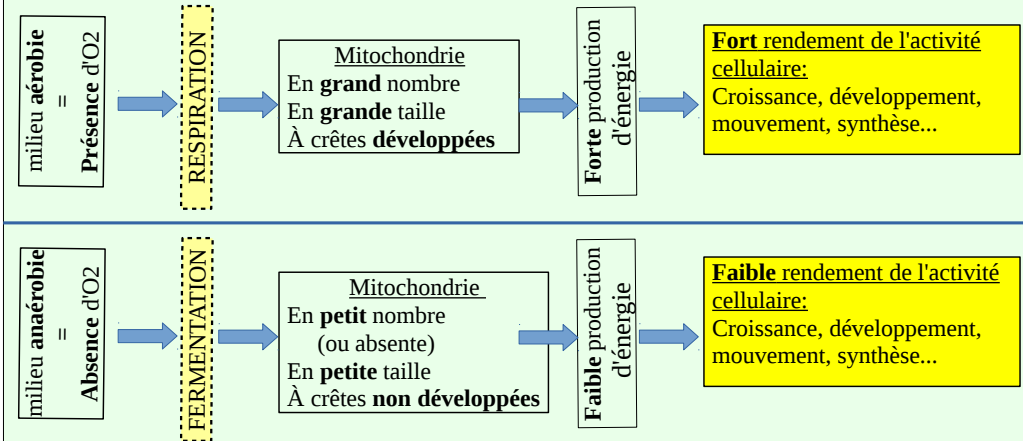 milieu aérobie
=
Présence d'O2
RESPIRATION
Mitochondrie
En grand nombre
En grande taille
À crêtes développées
Forte production
d'énergie
Fort rendement de l'activité
cellulaire:
Croissance, développement,
mouvement, synthèse...
milieu anaérobie
=
Absence d'O2
FERMENTATION
Mitochondrie
En petit nombre
(ou absente)
En petite taille
À crêtes non développées
Faible production
d'énergie
Faible rendement de l'activité
cellulaire:
Croissance, développement,
mouvement, synthèse...